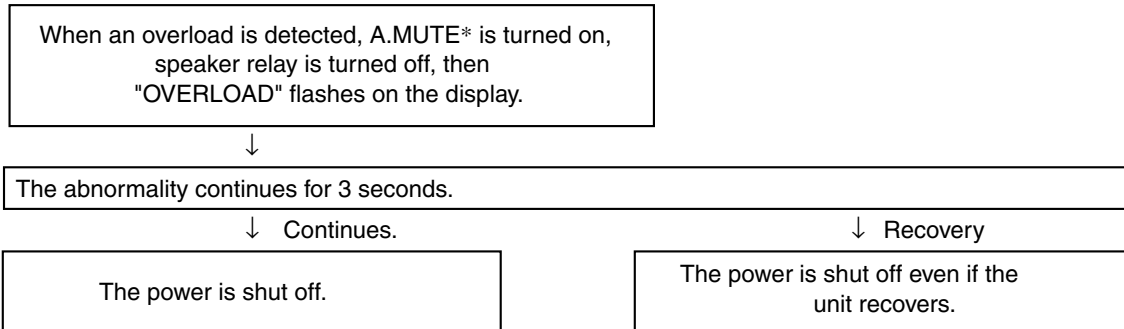 When an overload is detected, A.MUTE* is turned on,
speaker relay is turned off, then
"OVERLOAD" flashes on the display.
↓
The abnormality continues for 3 seconds.
↓ Continues.
↓ Recovery
The power is shut off.
The power is shut off even if the
unit recovers.